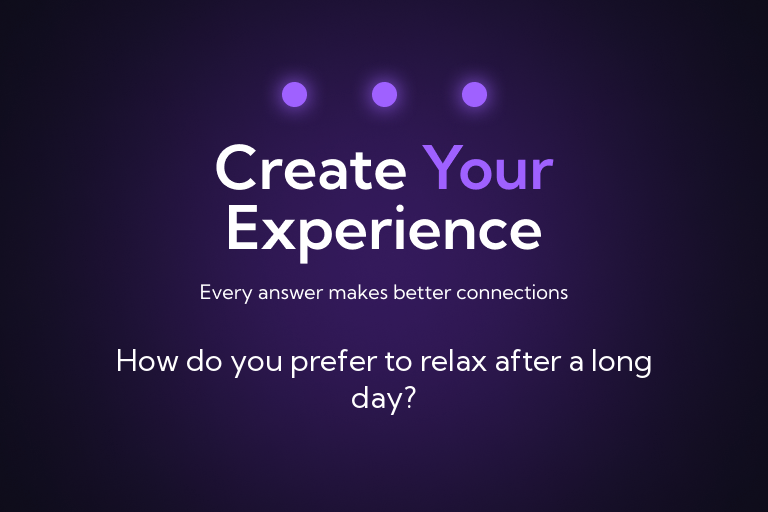 Create Your
Experience
Every answer makes better connections
How do you prefer to relax after a long
day?